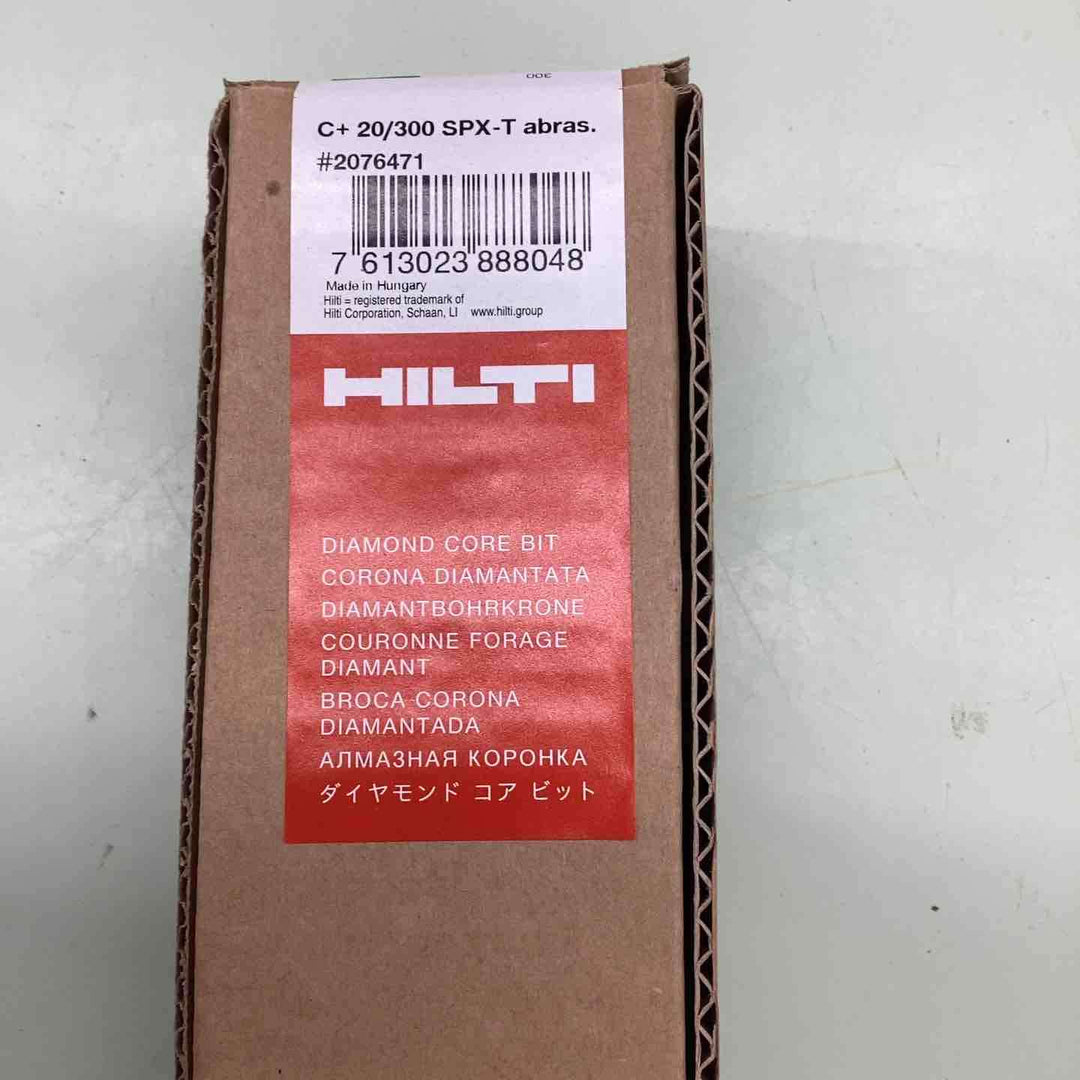 300
C+ 20/300 SPX-T abras.
#2076471
7 613023 888048
Made in Hungary
Hilti = registered trademark of
Hilti Corporation, Schaan, LI www.hilti.group
HILTI
DIAMOND CORE BIT
CORONA DIAMANTATA
DIAMANTBOHRKRONE
COURONNE FORAGE
DIAMANT
BROCA CORONA
DIAMANTADA
АЛМАЗНАЯ КОРОНКА
ダイヤモンド コア ビット